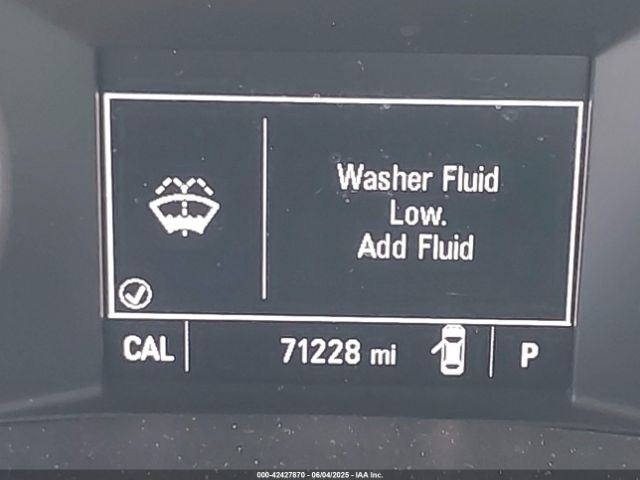 Washer Fluid
Low.
Add Fluid
CAL 71228 mi P
000-42427870 - 06/04/2025 - IAA Inc.